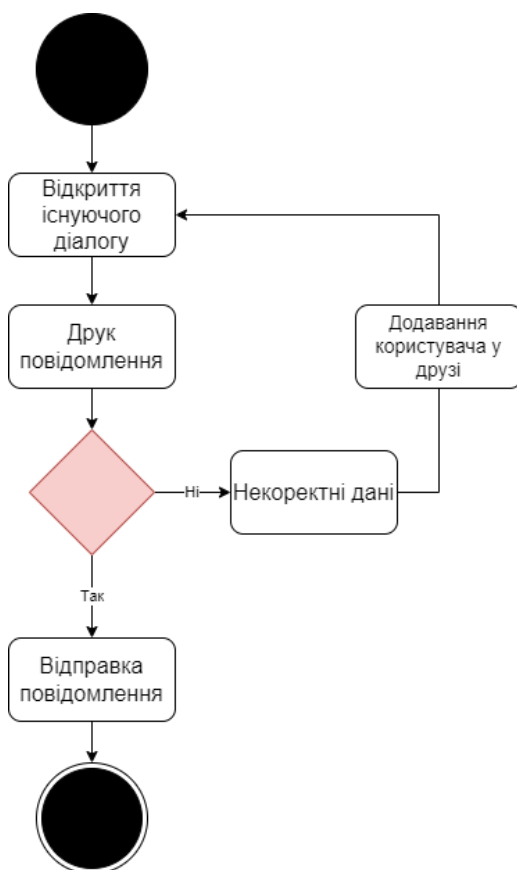 Відкриття
існуючого
діалогу
Друк
повідомлення
Додавання
користувача у
друзі
Ні
Некоректні дані
Так
Відправка
повідомлення